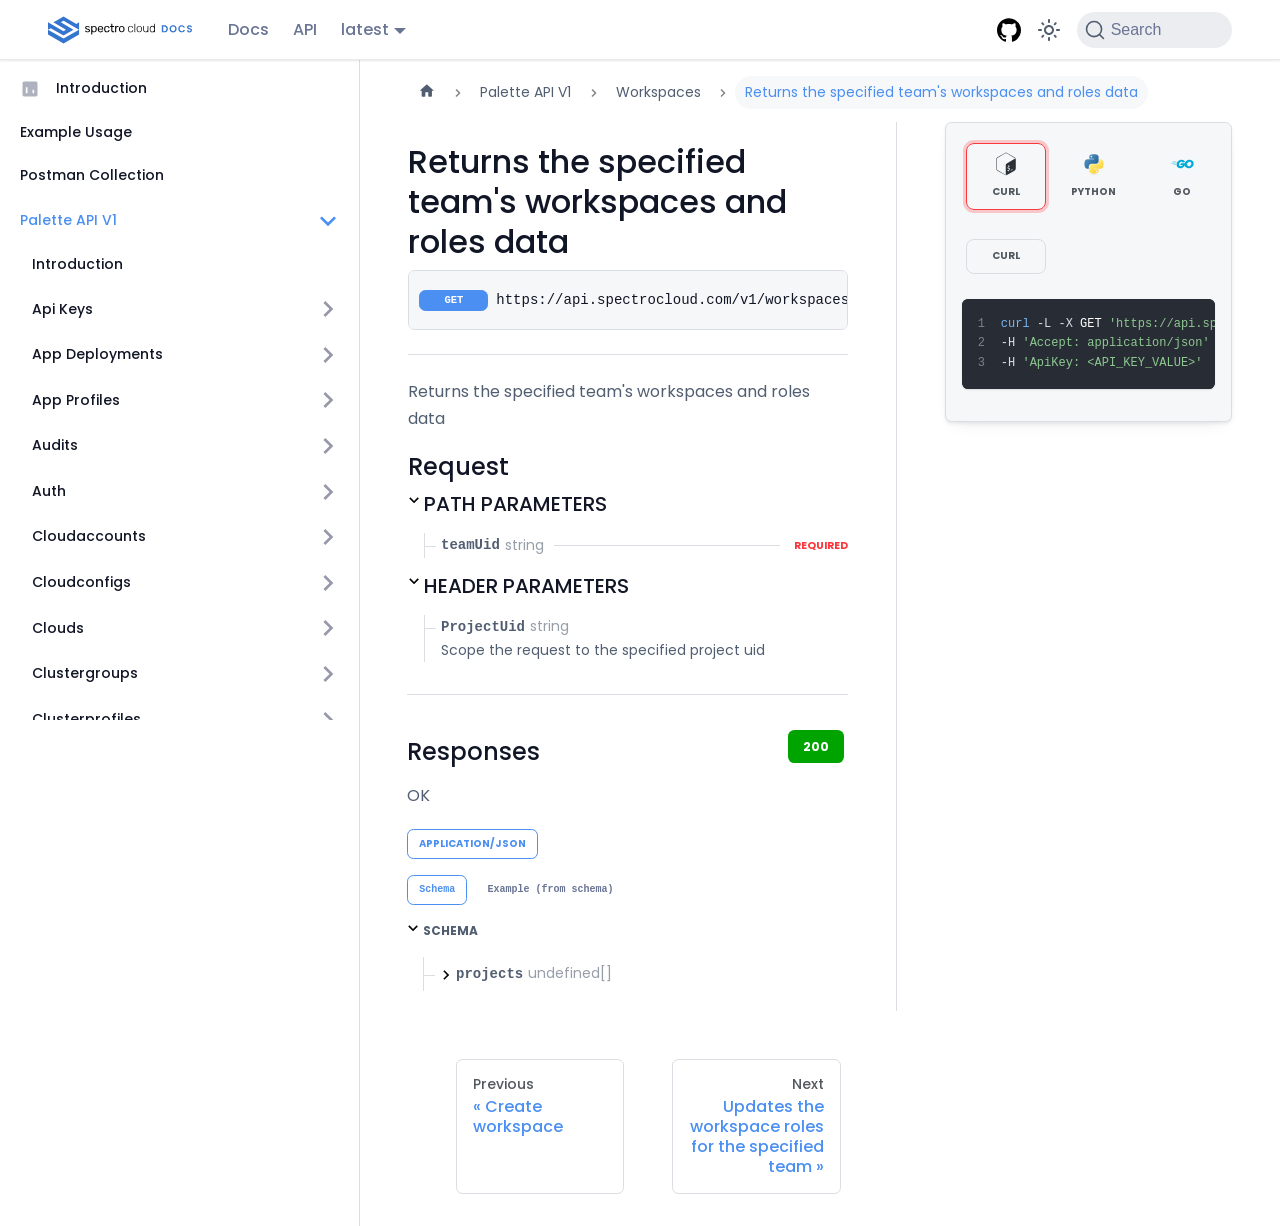 spectro cloud DOCS
Docs
API
latest
Search
Introduction
Example Usage
Postman Collection
Palette API V1
Introduction
Api Keys
App Deployments
App Profiles
Audits
Auth
Cloudaccounts
Cloudconfigs
Clouds
Clustergroups
Clusterprofiles
Palette API V1
Workspaces
Returns the specified team's workspaces and roles data
Returns the specified
team's workspaces and
roles data
GET https://api.spectrocloud.com/v1/workspaces
Returns the specified team's workspaces and roles
data
Request
PATH PARAMETERS
teamUid string REQUIRED
HEADER PARAMETERS
ProjectUid string
Scope the request to the specified project uid
Responses
200
OK
APPLICATION/JSON
Schema
Example (from schema)
SCHEMA
projects undefined[]
CURL
PYTHON
GO
CURL
1 curl -L -X GET 'https://api.sp
2 -H 'Accept: application/json'
3 -H 'ApiKey: <API_KEY_VALUE>'
Previous
« Create
workspace
Next
Updates the
workspace roles
for the specified
team »